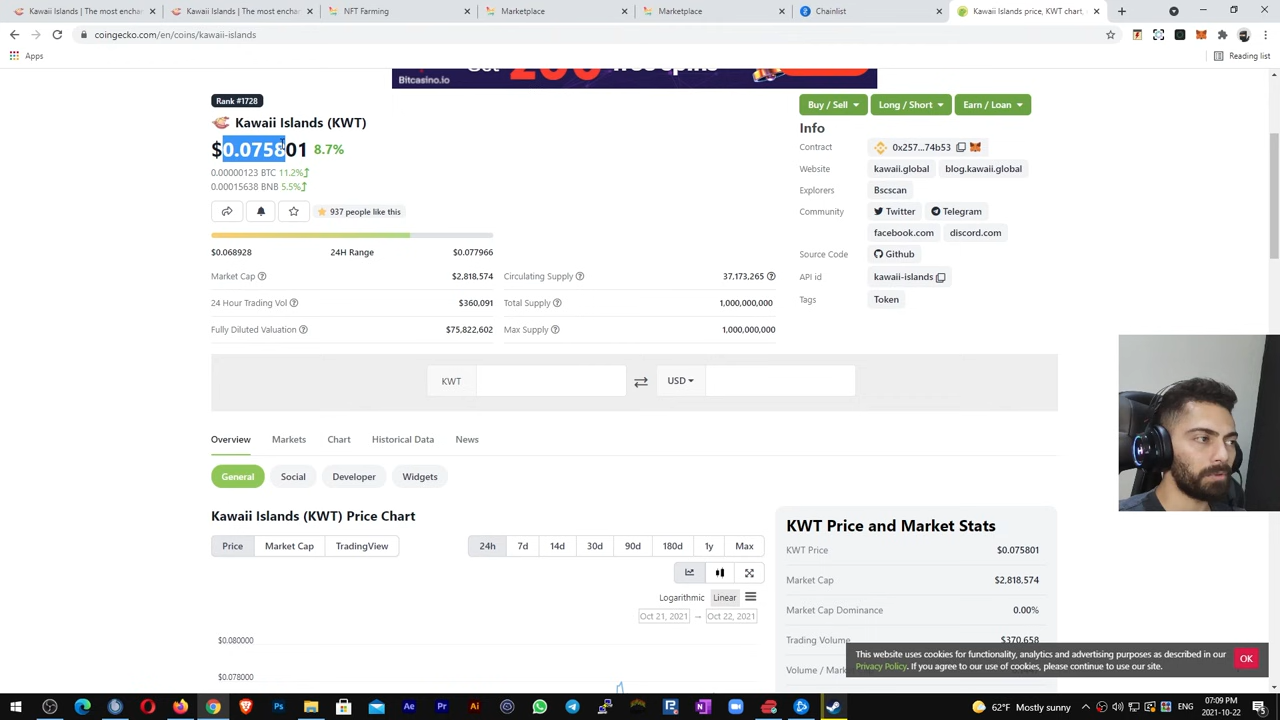 Kawaii Islands | The most enchan
Kawaii Islands | The most enchan
NFT Farming
Marketplace
Marketplace
Chainlist
Kawaii Islands price, KWT chart,
coingecko.com/en/coins/kawaii-islands
Apps
Reading list
Bitcasino.io
Rank #1728
Kawaii Islands (KWT)
$0.075801 8.7%
0.00000123 BTC 11.2%
0.00015638 BNB 5.5%
937 people like this
$0.068928 24H Range $0.077966
Market Cap $2,818,574
24 Hour Trading Vol $360,091
Fully Diluted Valuation $75,822,602
Circulating Supply 37,173,265
Total Supply 1,000,000,000
Max Supply 1,000,000,000
Buy / Sell Long / Short Earn / Loan
Info
Contract 0x257...74b53
Website kawaii.global blog.kawaii.global
Explorers Bscscan
Community Twitter Telegram
facebook.com discord.com
Source Code Github
API id kawaii-islands
Tags Token
KWT USD
Overview Markets Chart Historical Data News
General Social Developer Widgets
Kawaii Islands (KWT) Price Chart
Price Market Cap TradingView
24h 7d 14d 30d 90d 180d 1y Max
Logarithmic Linear
Oct 21, 2021 → Oct 22, 2021
$0.080000
$0.078000
KWT Price and Market Stats
KWT Price $0.075801
Market Cap $2,818,574
Market Cap Dominance 0.00%
Trading Volume $370,658
Volume / Mark
This website uses cookies for functionality, analytics and advertising purposes as described in our
Privacy Policy. If you agree to our use of cookies, please continue to use our site.
OK
62°F Mostly sunny
ENG
07:09 PM
2021-10-22